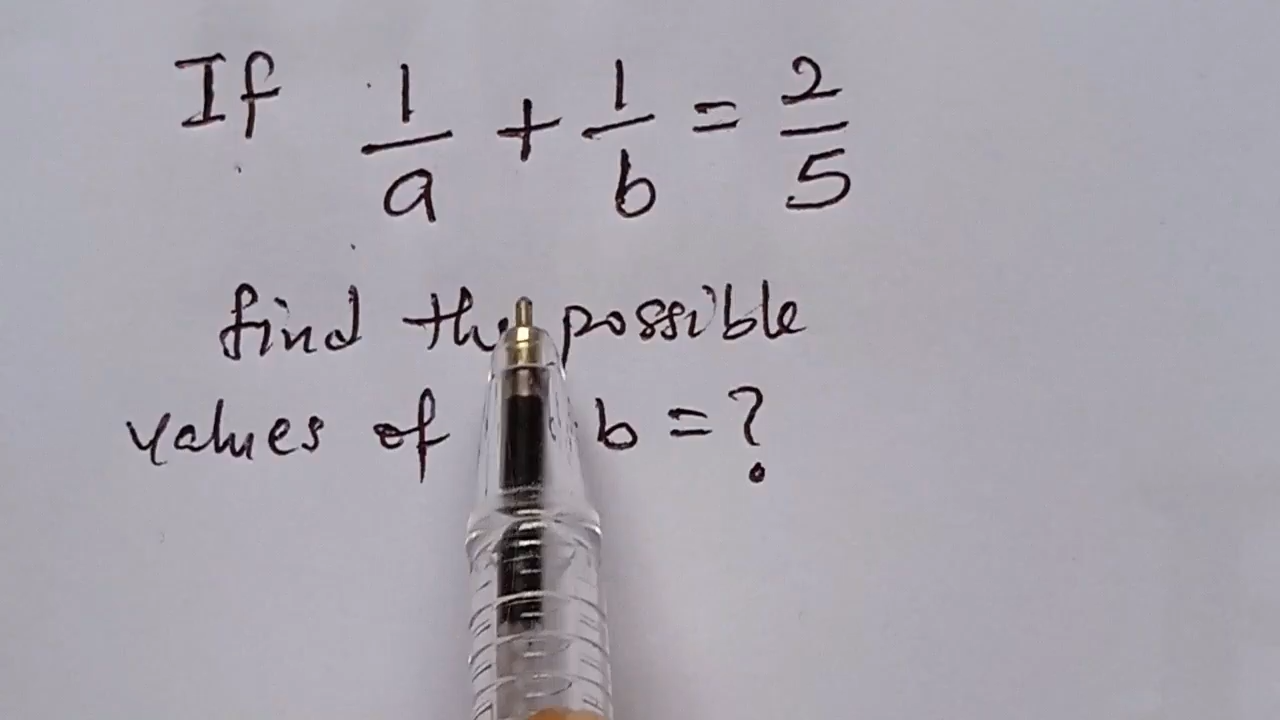 If 1/a + 1/b = 2/5
find the possible
values of b = ?